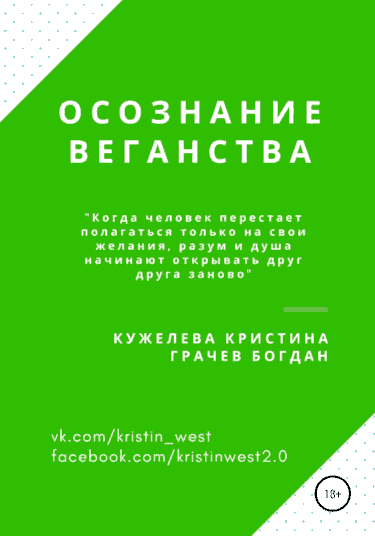 ОСОЗНАНИЕ
ВЕГАНСТВА
"Когда человек перестает
полагаться только на свои
желания, разум и душа
начинают открывать друг
друга заново"
КУЖЕЛЕВА КРИСТИНА
ГРАЧЕВ БОГДАН
vk.com/kristin_west
facebook.com/kristinwest2.0
18+